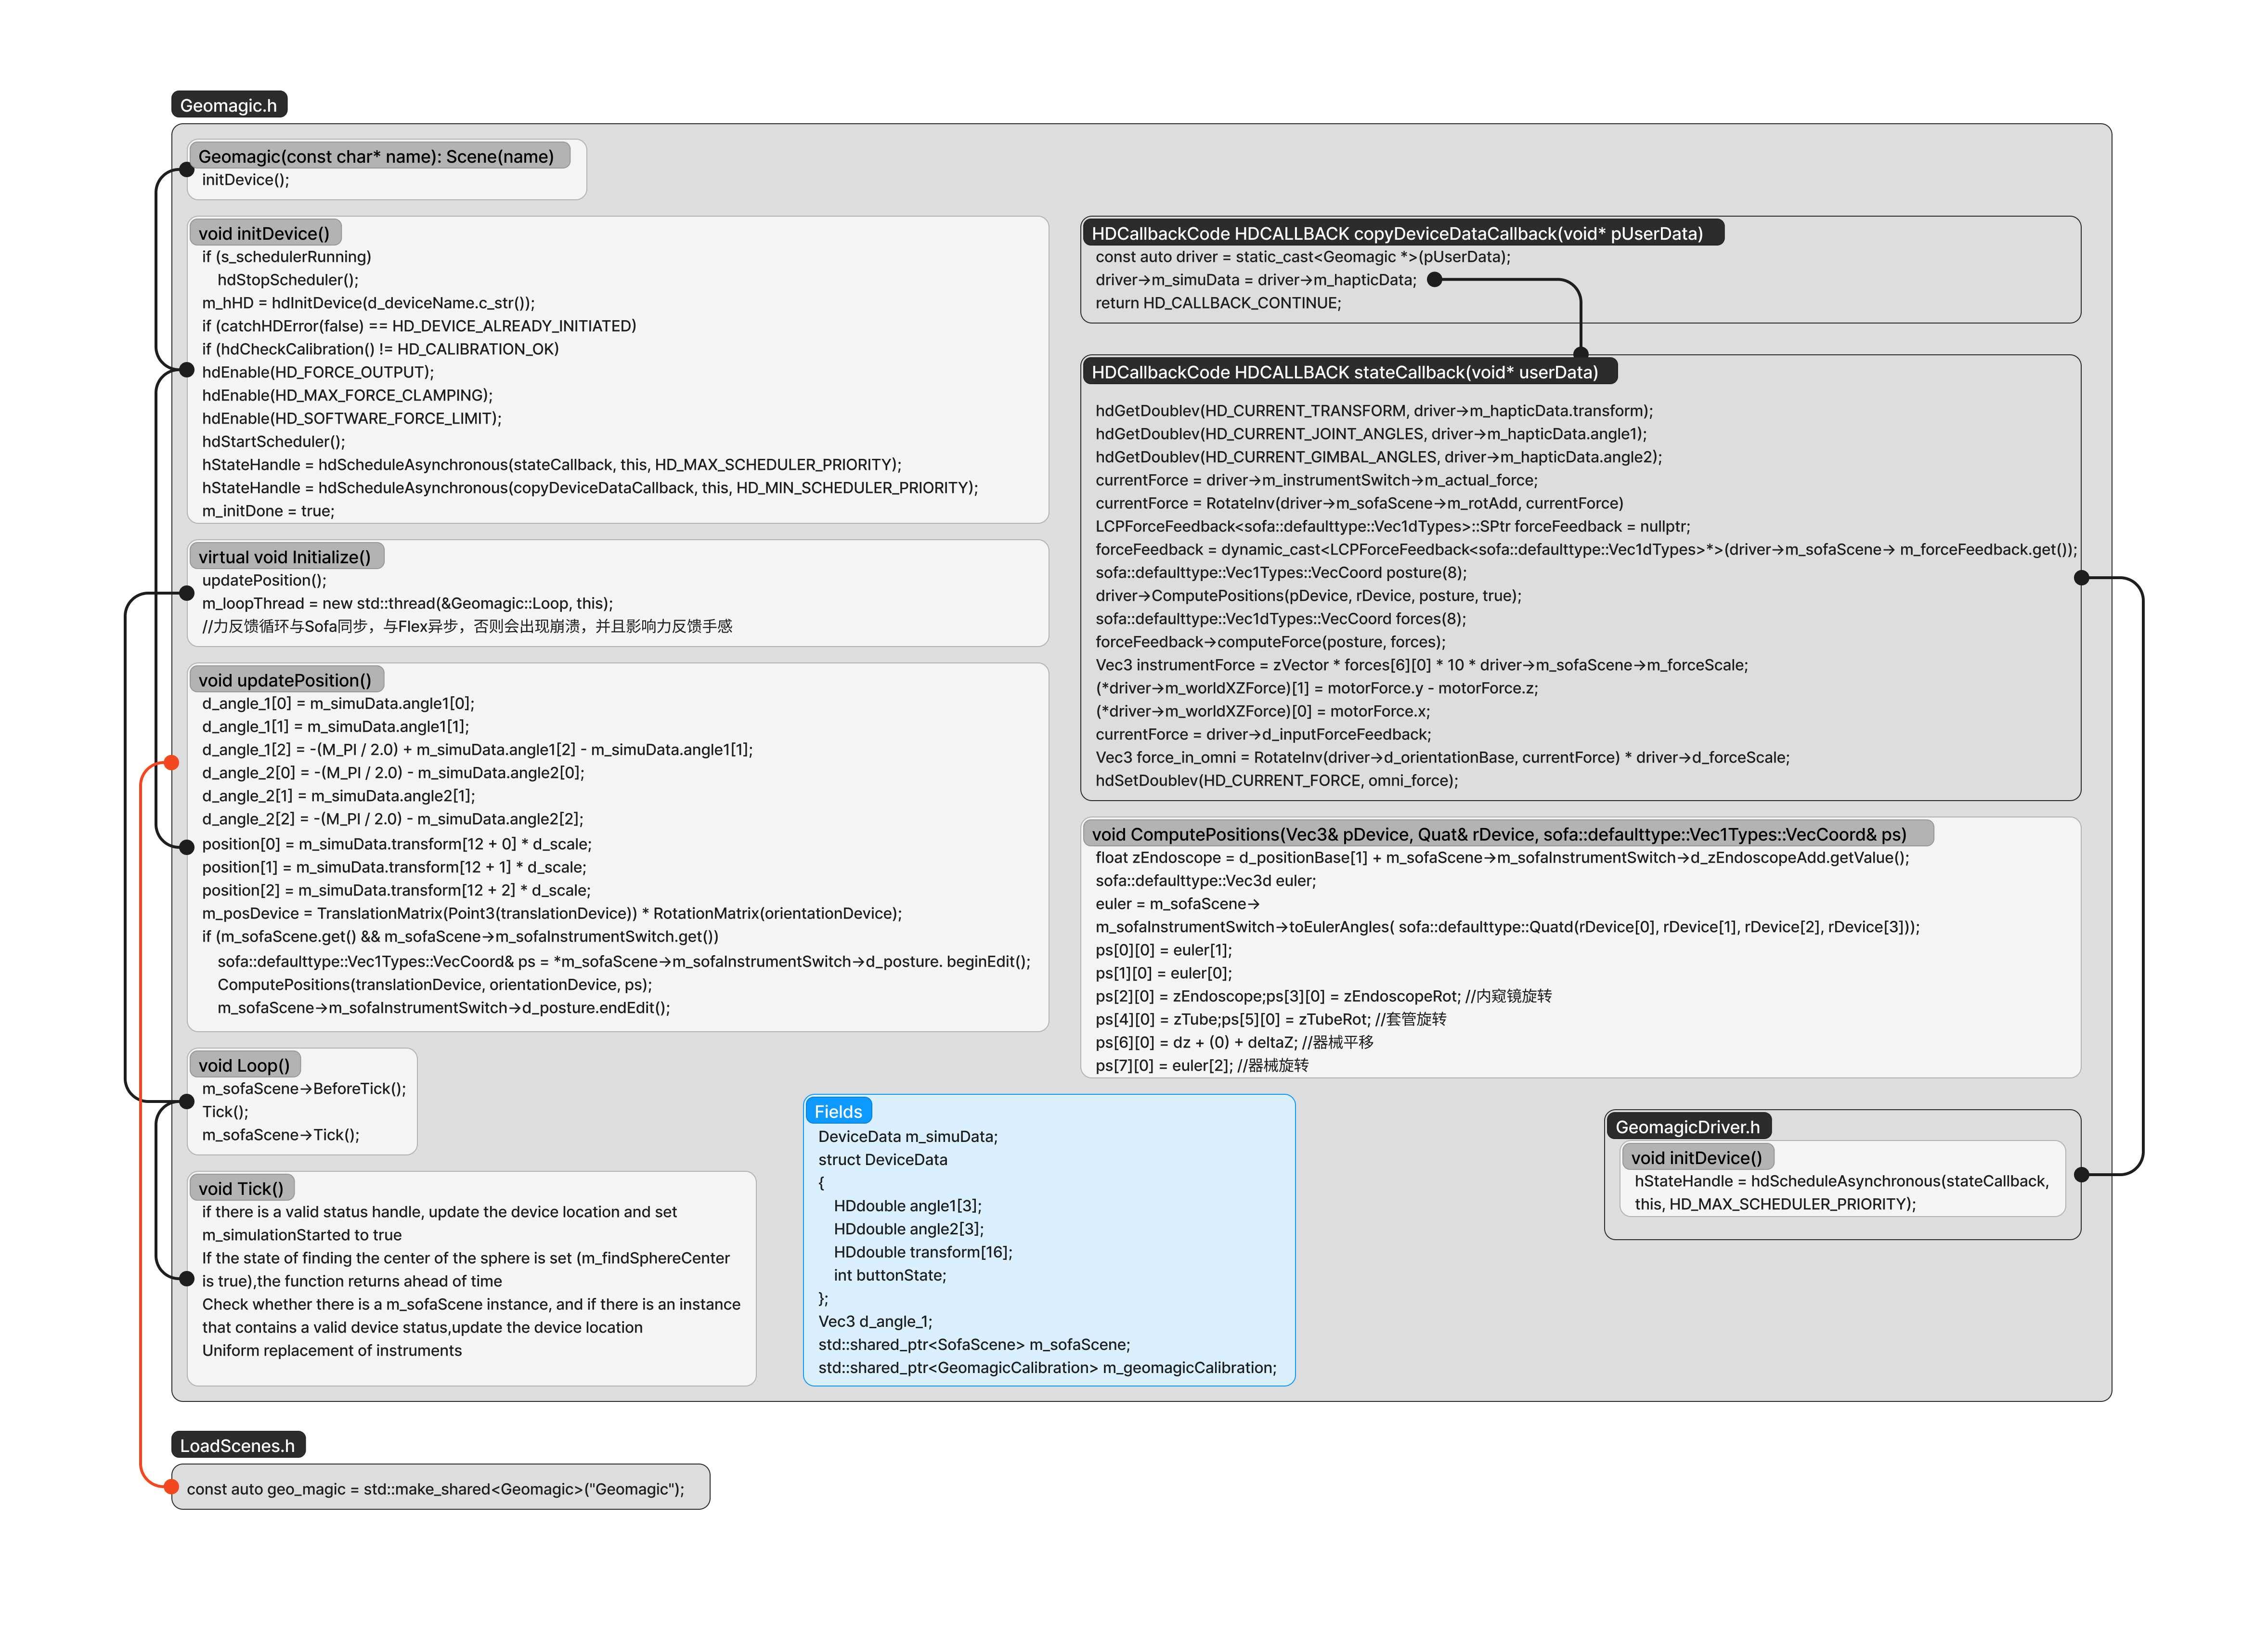 Geomagic.h
Geomagic(const char* name): Scene(name)
initDevice();
void initDevice()
if (s_schedulerRunning)
hdStopScheduler();
m_hHD = hdInitDevice(d_deviceName.c_str());
if (catchHDError(false) == HD_DEVICE_ALREADY_INITIATED)
if (hdCheckCalibration() != HD_CALIBRATION_OK)
hdEnable(HD_FORCE_OUTPUT);
hdEnable(HD_MAX_FORCE_CLAMPING);
hdEnable(HD_SOFTWARE_FORCE_LIMIT);
hdStartScheduler();
hStateHandle = hdScheduleAsynchronous(stateCallback, this, HD_MAX_SCHEDULER_PRIORITY);
hStateHandle = hdScheduleAsynchronous(copyDeviceDataCallback, this, HD_MIN_SCHEDULER_PRIORITY);
m_initDone = true;
virtual void Initialize()
updatePosition();
m_loopThread = new std::thread(&Geomagic::Loop, this);
//力反馈循环与Sofa同步，与Flex异步，否则会出现崩溃，并且影响力反馈手感
void updatePosition()
d_angle_1[0] = m_simuData.angle1[0];
d_angle_1[1] = m_simuData.angle1[1];
d_angle_1[2] = -(M_PI / 2.0) + m_simuData.angle1[2] - m_simuData.angle1[1];
d_angle_2[0] = -(M_PI / 2.0) - m_simuData.angle2[0];
d_angle_2[1] = m_simuData.angle2[1];
d_angle_2[2] = -(M_PI / 2.0) - m_simuData.angle2[2];
position[0] = m_simuData.transform[12 + 0] * d_scale;
position[1] = m_simuData.transform[12 + 1] * d_scale;
position[2] = m_simuData.transform[12 + 2] * d_scale;
m_posDevice = TranslationMatrix(Point3(translationDevice)) * RotationMatrix(orientationDevice);
if (m_sofaScene.get() && m_sofaScene→m_sofaInstrumentSwitch.get())
sofa::defaulttype::Vec1Types::VecCoord& ps = *m_sofaScene→m_sofaInstrumentSwitch→d_posture. beginEdit();
ComputePositions(translationDevice, orientationDevice, ps);
m_sofaScene→m_sofaInstrumentSwitch→d_posture.endEdit();
void Loop()
m_sofaScene→BeforeTick();
Tick();
m_sofaScene→Tick();
void Tick()
if there is a valid status handle, update the device location and set
m_simulationStarted to true
If the state of finding the center of the sphere is set (m_findSphereCenter
is true),the function returns ahead of time
Check whether there is a m_sofaScene instance, and if there is an instance
that contains a valid device status,update the device location
Uniform replacement of instruments
HDCallbackCode HDCALLBACK copyDeviceDataCallback(void* pUserData)
const auto driver = static_cast<Geomagic *>(pUserData);
driver→m_simuData = driver→m_hapticData;
return HD_CALLBACK_CONTINUE;
HDCallbackCode HDCALLBACK stateCallback(void* userData)
hdGetDoublev(HD_CURRENT_TRANSFORM, driver→m_hapticData.transform);
hdGetDoublev(HD_CURRENT_JOINT_ANGLES, driver→m_hapticData.angle1);
hdGetDoublev(HD_CURRENT_GIMBAL_ANGLES, driver→m_hapticData.angle2);
currentForce = driver→m_instrumentSwitch→m_actual_force;
currentForce = RotateInv(driver→m_sofaScene→m_rotAdd, currentForce)
LCPForceFeedback<sofa::defaulttype::Vec1dTypes>::SPtr forceFeedback = nullptr;
forceFeedback = dynamic_cast<LCPForceFeedback<sofa::defaulttype::Vec1dTypes>*>(driver→m_sofaScene→ m_forceFeedback.get());
sofa::defaulttype::Vec1Types::VecCoord posture(8);
driver→ComputePositions(pDevice, rDevice, posture, true);
sofa::defaulttype::Vec1dTypes::VecCoord forces(8);
forceFeedback→computeForce(posture, forces);
Vec3 instrumentForce = zVector * forces[6][0] * 10 * driver→m_sofaScene→m_forceScale;
(*driver→m_worldXZForce)[1] = motorForce.y - motorForce.z;
(*driver→m_worldXZForce)[0] = motorForce.x;
currentForce = driver→d_inputForceFeedback;
Vec3 force_in_omni = RotateInv(driver→d_orientationBase, currentForce) * driver→d_forceScale;
hdSetDoublev(HD_CURRENT_FORCE, omni_force);
void ComputePositions(Vec3& pDevice, Quat& rDevice, sofa::defaulttype::Vec1Types::VecCoord& ps)
float zEndoscope = d_positionBase[1] + m_sofaScene→m_sofaInstrumentSwitch→d_zEndoscopeAdd.getValue();
sofa::defaulttype::Vec3d euler;
euler = m_sofaScene→
m_sofaInstrumentSwitch→toEulerAngles( sofa::defaulttype::Quatd(rDevice[0], rDevice[1], rDevice[2], rDevice[3]));
ps[0][0] = euler[1];
ps[1][0] = euler[0];
ps[2][0] = zEndoscope;ps[3][0] = zEndoscopeRot; //内窥镜旋转
ps[4][0] = zTube;ps[5][0] = zTubeRot; //套管旋转
ps[6][0] = dz + (0) + deltaZ; //器械平移
ps[7][0] = euler[2]; //器械旋转
Fields
DeviceData m_simuData;
struct DeviceData
{
HDdouble angle1[3];
HDdouble angle2[3];
HDdouble transform[16];
int buttonState;
};
Vec3 d_angle_1;
std::shared_ptr<SofaScene> m_sofaScene;
std::shared_ptr<GeomagicCalibration> m_geomagicCalibration;
GeomagicDriver.h
void initDevice()
hStateHandle = hdScheduleAsynchronous(stateCallback,
this, HD_MAX_SCHEDULER_PRIORITY);
LoadScenes.h
const auto geo_magic = std::make_shared<Geomagic>("Geomagic");